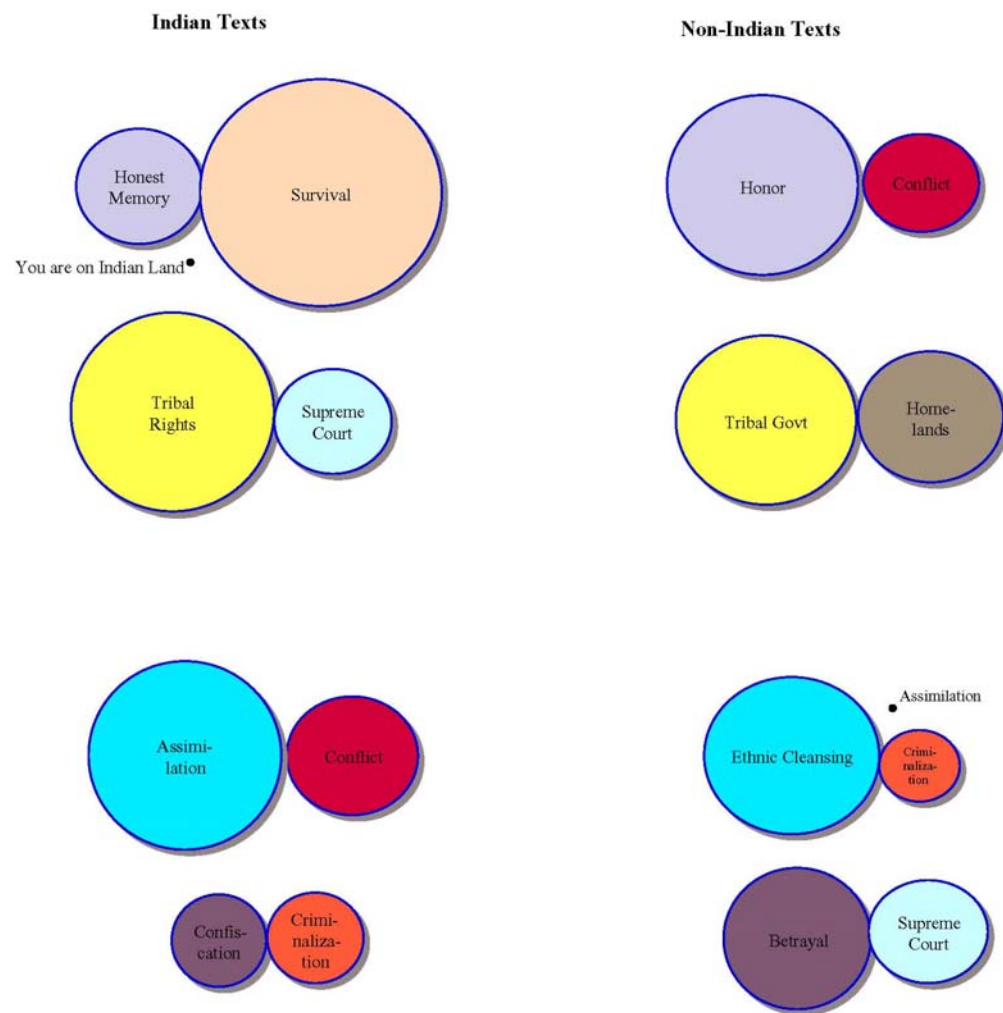 Indian Texts
Non-Indian Texts
Honest
Memory
Survival
You are on Indian Land
Honor
Conflict
Tribal
Rights
Supreme
Court
Tribal Govt
Home-
lands
Assimi-
lation
Conflict
Assimilation
Ethnic Cleansing
Crimi-
naliza-
tion
Confis-
cation
Crimi-
naliza-
tion
Betrayal
Supreme
Court